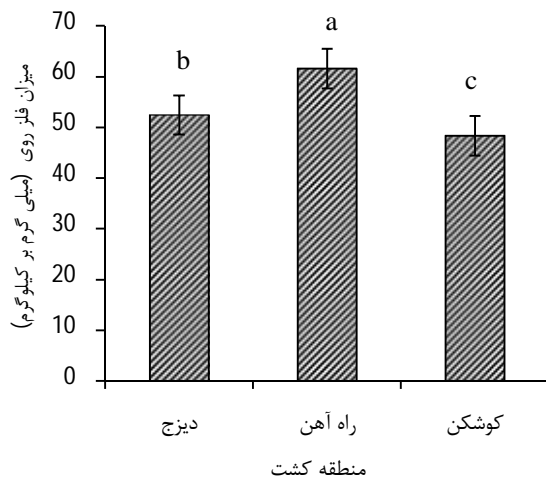 میزان فلز روی (میلی گرم بر کیلوگرم)
70
60
50
40
30
20
10
0
b
a
c
دیزج
راه آهن
کوشکن
منطقه کشت